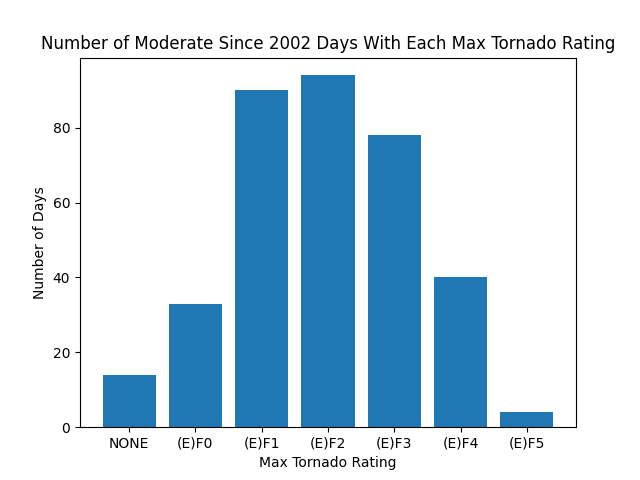 Number of Moderate Since 2002 Days With Each Max Tornado Rating
Number of Days
80
60
40
20
0
NONE (E)F0 (E)F1 (E)F2 (E)F3 (E)F4 (E)F5
Max Tornado Rating